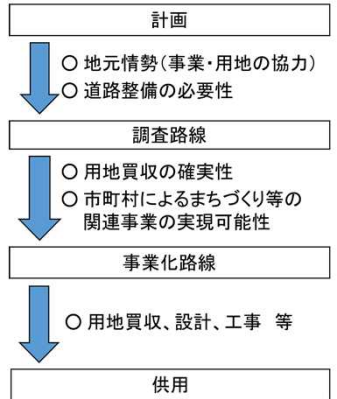 計画
〇 地元情勢(事業・用地の協力)
〇 道路整備の必要性
調査路線
〇 用地買収の確実性
〇 市町村によるまちづくり等の
関連事業の実現可能性
事業化路線
〇 用地買収、設計、工事　等
供用